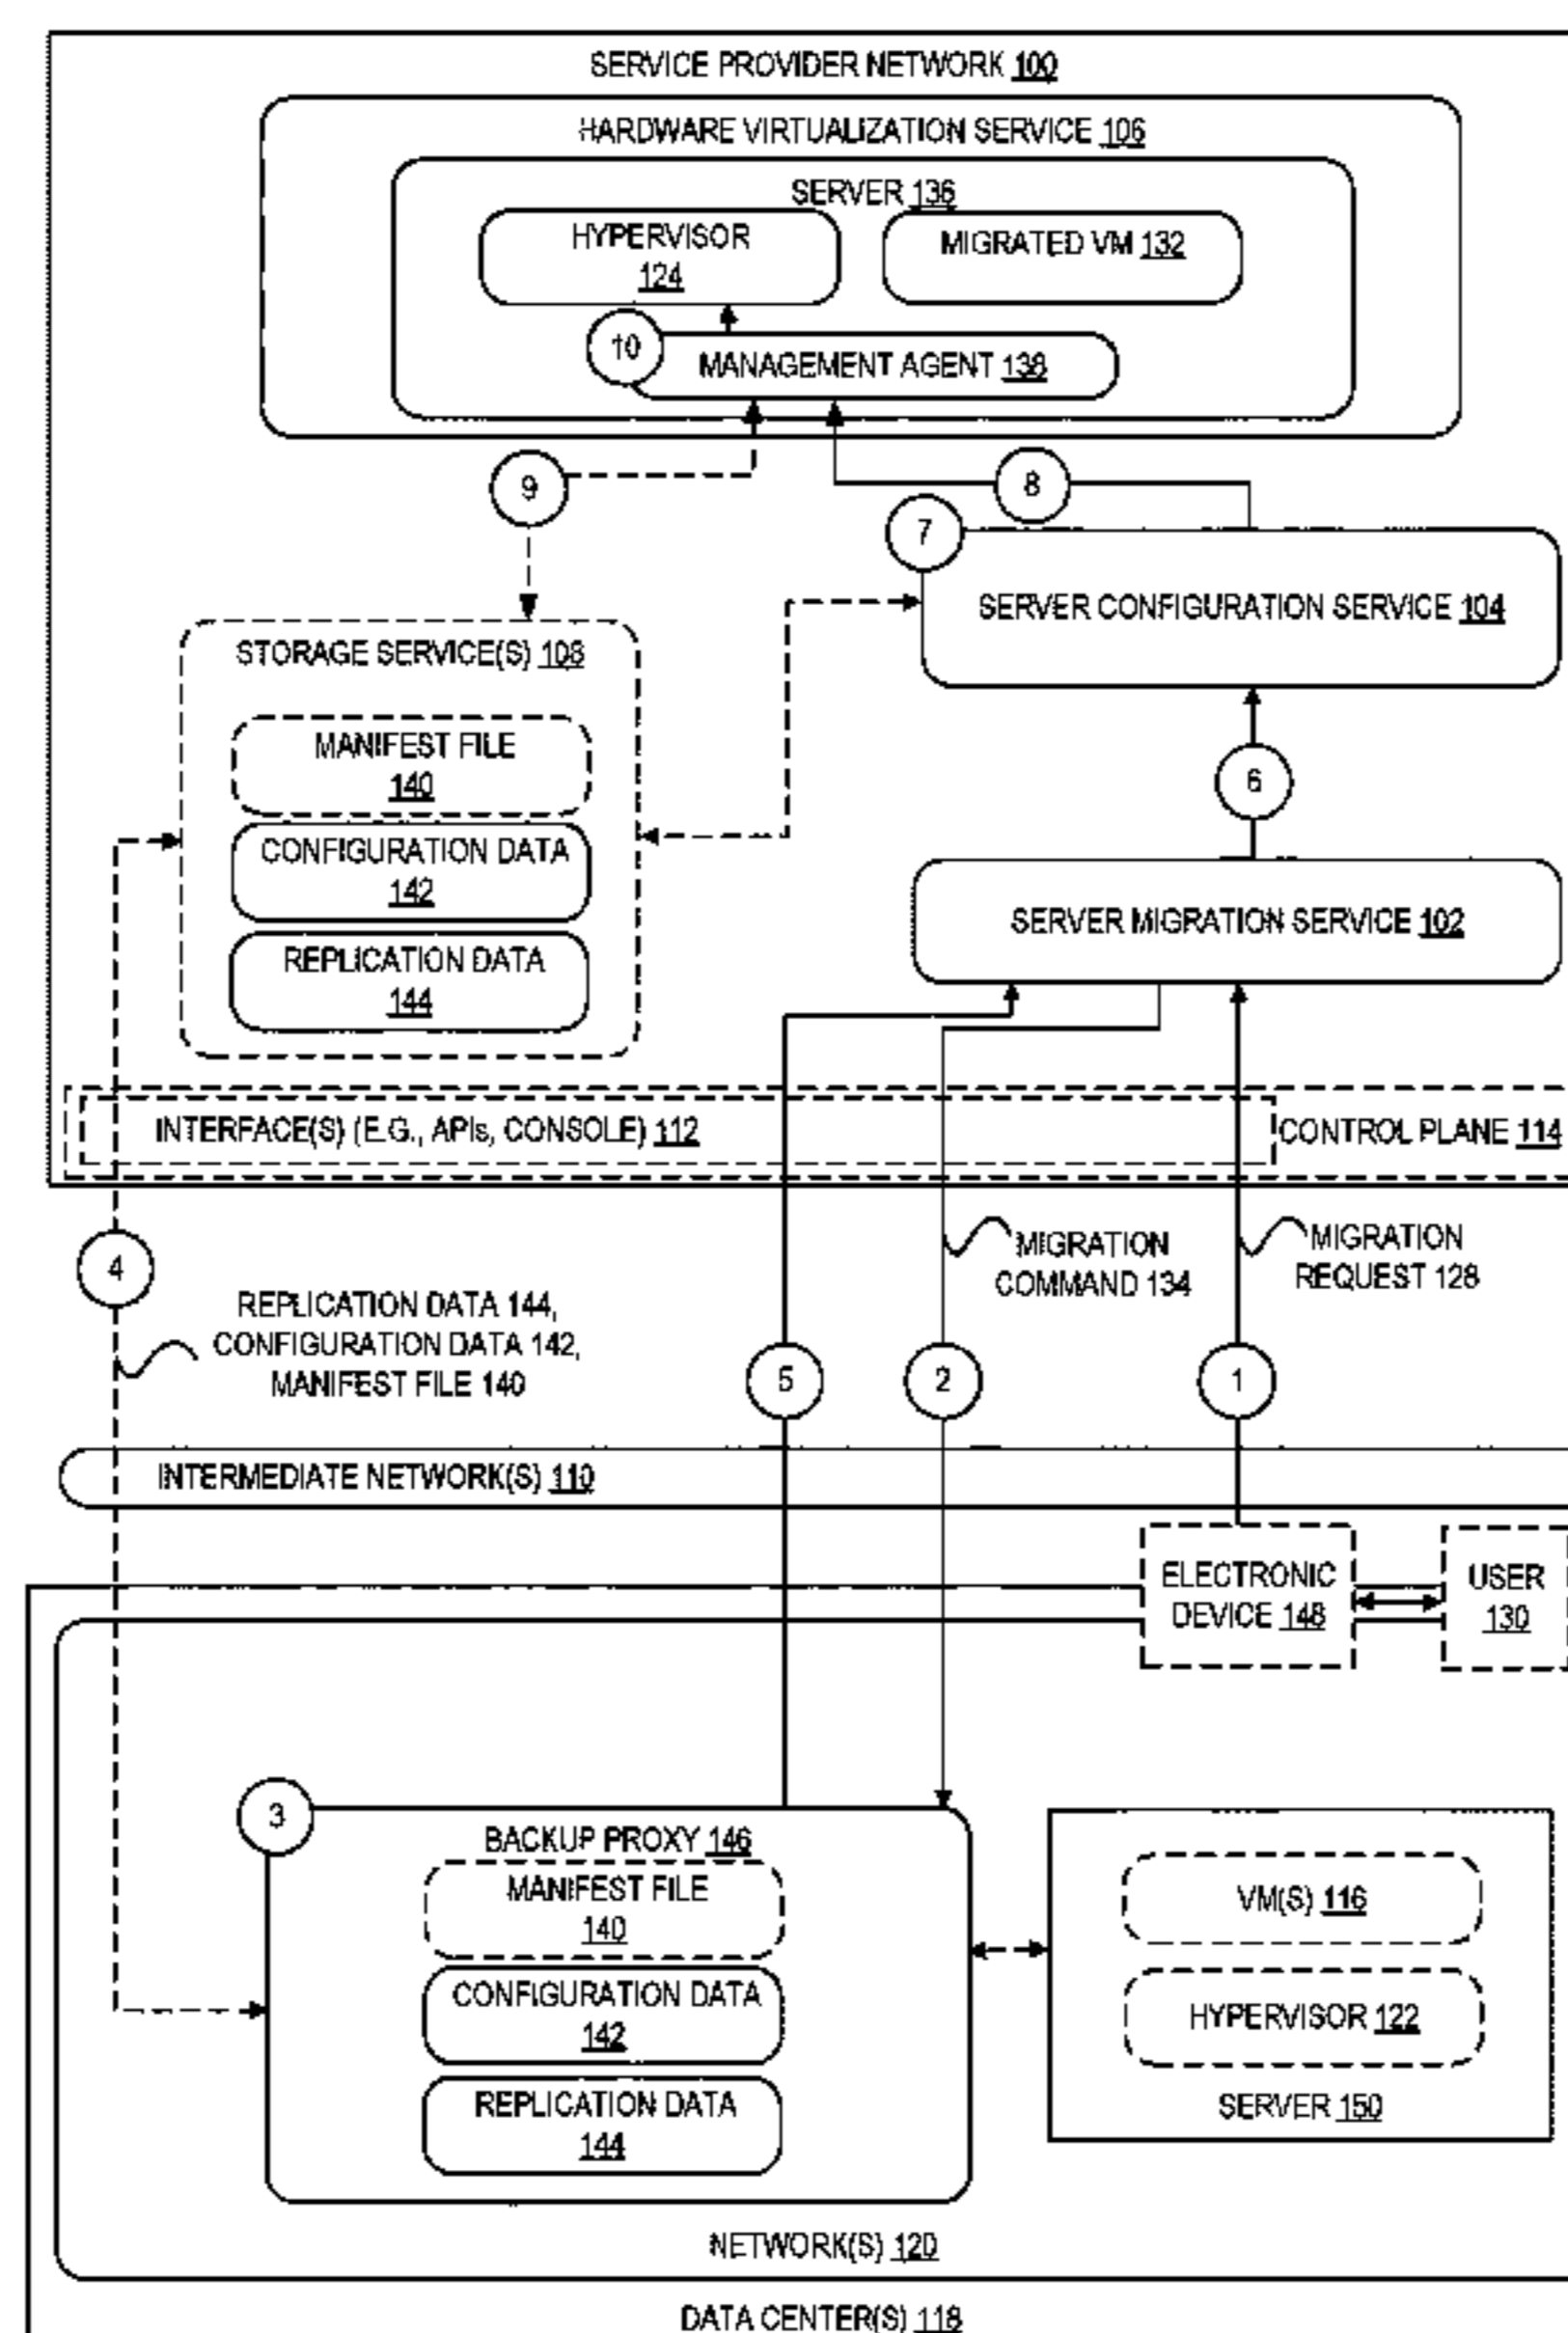 SERVICE PROVIDER NETWORK 100
HARDWARE VIRTUALIZATION SERVICE 106
SERVER 136
HYPERVISOR
124
MIGRATED VM 132
10
MANAGEMENT AGENT 138
9
8
7
SERVER CONFIGURATION SERVICE 104
STORAGE SERVICE(S) 108
MANIFEST FILE
140
CONFIGURATION DATA
142
REPLICATION DATA
144
6
SERVER MIGRATION SERVICE 102
INTERFACE(S) (E.G., APIs, CONSOLE) 112
CONTROL PLANE 114
4
REPLICATION DATA 144,
CONFIGURATION DATA 142,
MANIFEST FILE 140
MIGRATION
COMMAND 134
MIGRATION
REQUEST 128
5
2
1
INTERMEDIATE NETWORK(S) 110
ELECTRONIC
DEVICE 148
USER
130
3
BACKUP PROXY 146
MANIFEST FILE
140
CONFIGURATION DATA
142
REPLICATION DATA
144
VM(S) 116
HYPERVISOR 122
SERVER 150
NETWORK(S) 120
DATA CENTER(S) 118